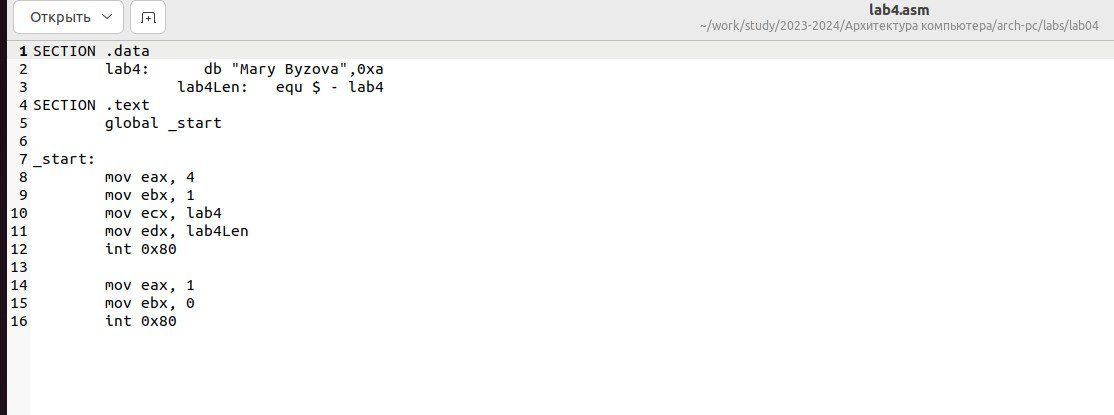 Открыть
lab4.asm
~/work/study/2023-2024/Архитектура компьютера/arch-pc/labs/lab04
1 SECTION .data
2         lab4:      db "Mary Byzova",0xa
3                 lab4Len:   equ $ - lab4
4 SECTION .text
5         global _start
6
7 _start:
8         mov eax, 4
9         mov ebx, 1
10         mov ecx, lab4
11         mov edx, lab4Len
12         int 0x80
13
14         mov eax, 1
15         mov ebx, 0
16         int 0x80